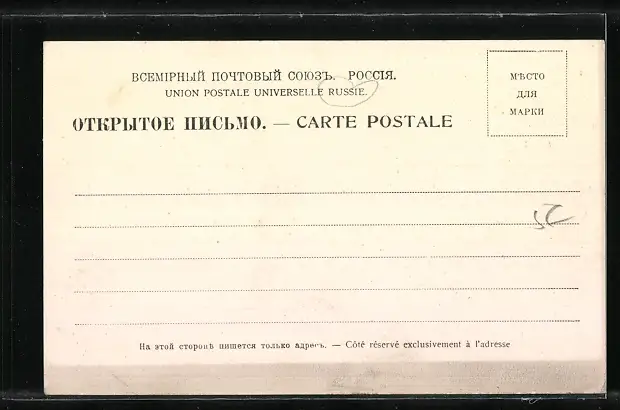 ВСЕМІРНЫЙ ПОЧТОВЫЙ СОЮЗЪ. РОССІЯ.
UNION POSTALE UNIVERSELLE RUSSIE.
ОТКРЫТОЕ ПИСЬМО. — CARTE POSTALE
МѢСТО
ДЛЯ
МАРКИ
На этой сторонѣ пишется только адресъ. — Côté réservé exclusivement à l'adresse